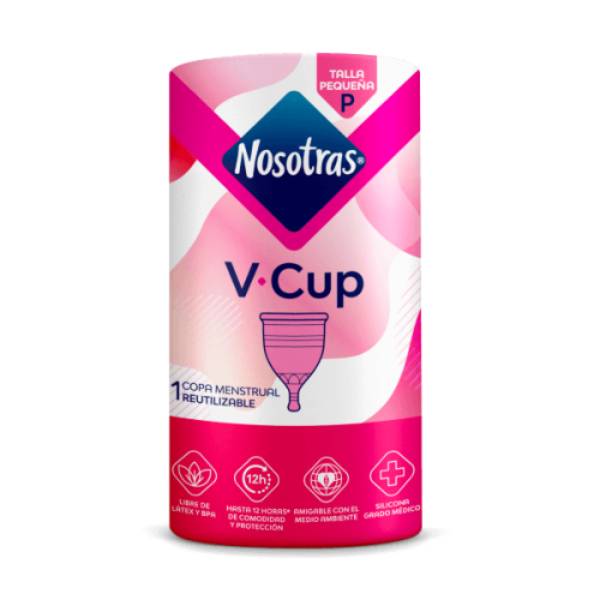 TALLA
PEQUEÑA
P
Nosotras®
V·Cup
1 COPA MENSTRUAL
REUTILIZABLE
12h
LIBRE DE
LÁTEX Y BPA
HASTA 12 HORAS*
DE COMODIDAD
Y PROTECCIÓN
AMIGABLE CON EL
MEDIO AMBIENTE
SILICONA
GRADO MÉDICO